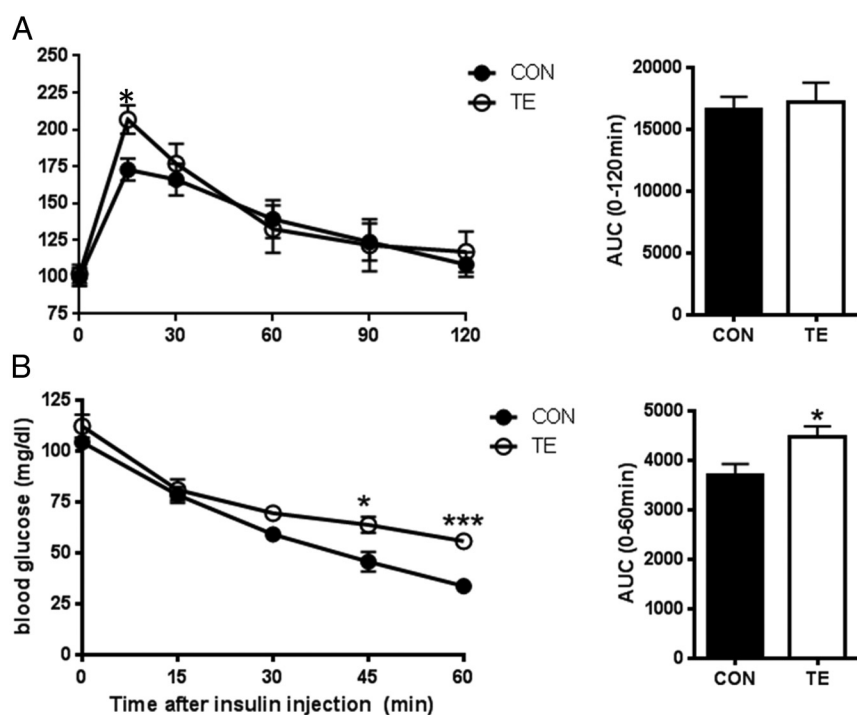 A
250
225
200
175
150
125
100
75
*
0
30
60
90
120
CON
TE
AUC (0-120min)
20000
15000
10000
5000
0
CON
TE
B
blood glucose (mg/dl)
125
100
75
50
25
0
*
***
0
15
30
45
60
Time after insulin injection (min)
CON
TE
AUC (0-60min)
5000
4000
3000
2000
1000
0
*
CON
TE